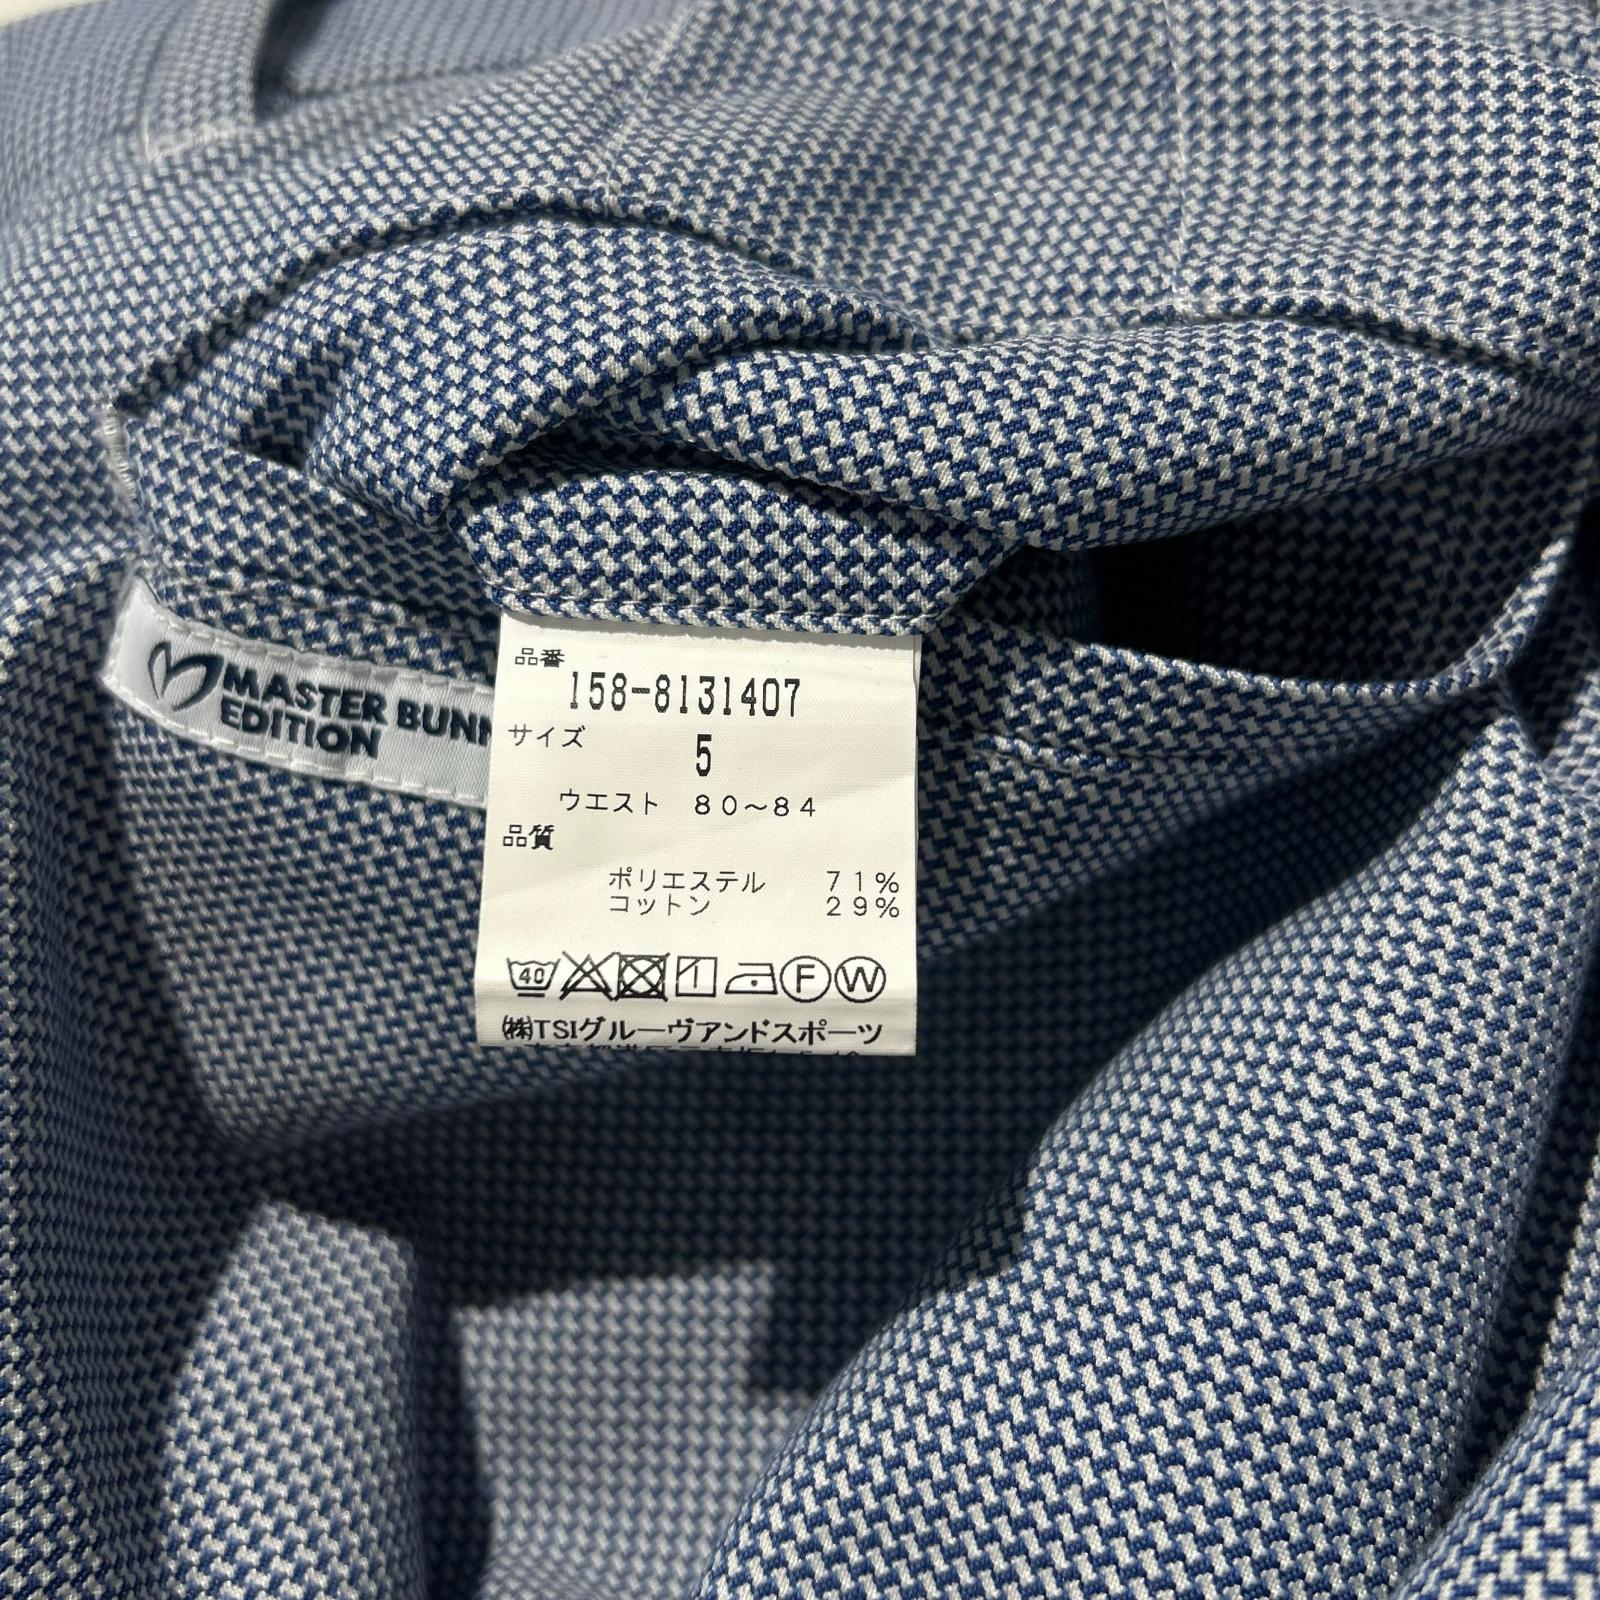 MASTER BUNN
EDITION
品番
158-8131407
サイズ
5
ウエスト 80~84
品質
ポリエステル 71%
コットン 29%
40 F W
㈱TSIグルーヴアンドスポーツ